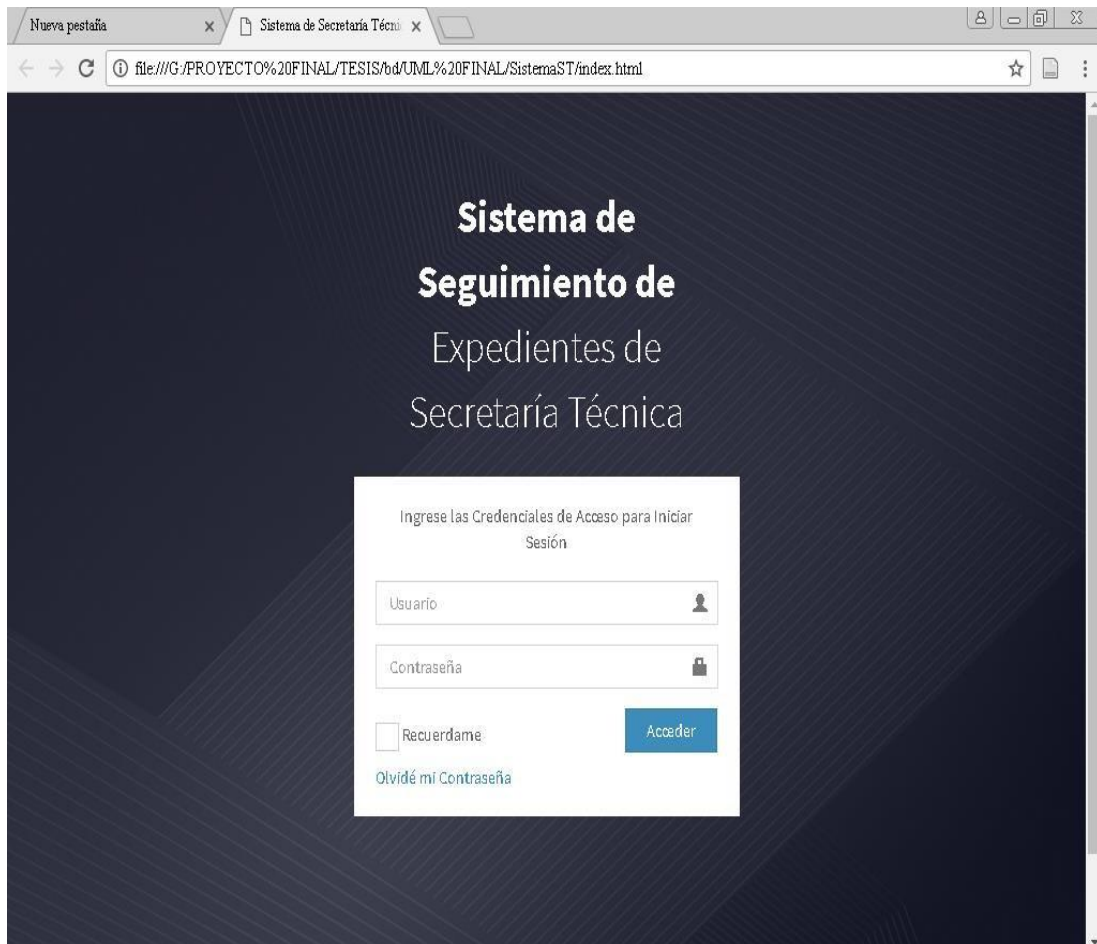 Nueva pestaña
Sistema de Secretaría Técni
file:///G:/PROYECTO%20FINAL/TESIS/bd/UML%20FINAL/SistemaST/index.html
Sistema de
Seguimiento de
Expedientes de
Secretaría Técnica
Ingrese las Credenciales de Acceso para Iniciar
Sesión
Usuario
Contraseña
Recuerdame
Acceder
Olvidé mi Contraseña